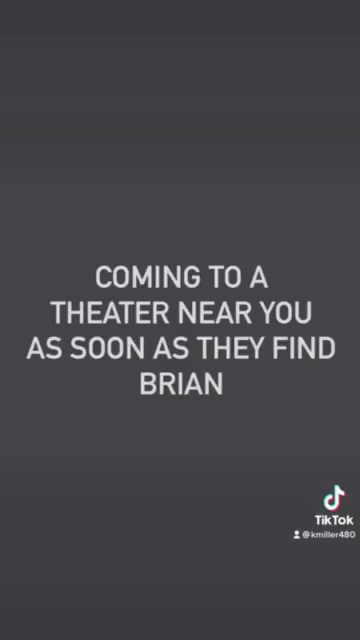 COMING TO A
THEATER NEAR YOU
AS SOON AS THEY FIND
BRIAN
TikTok
@kmiller480